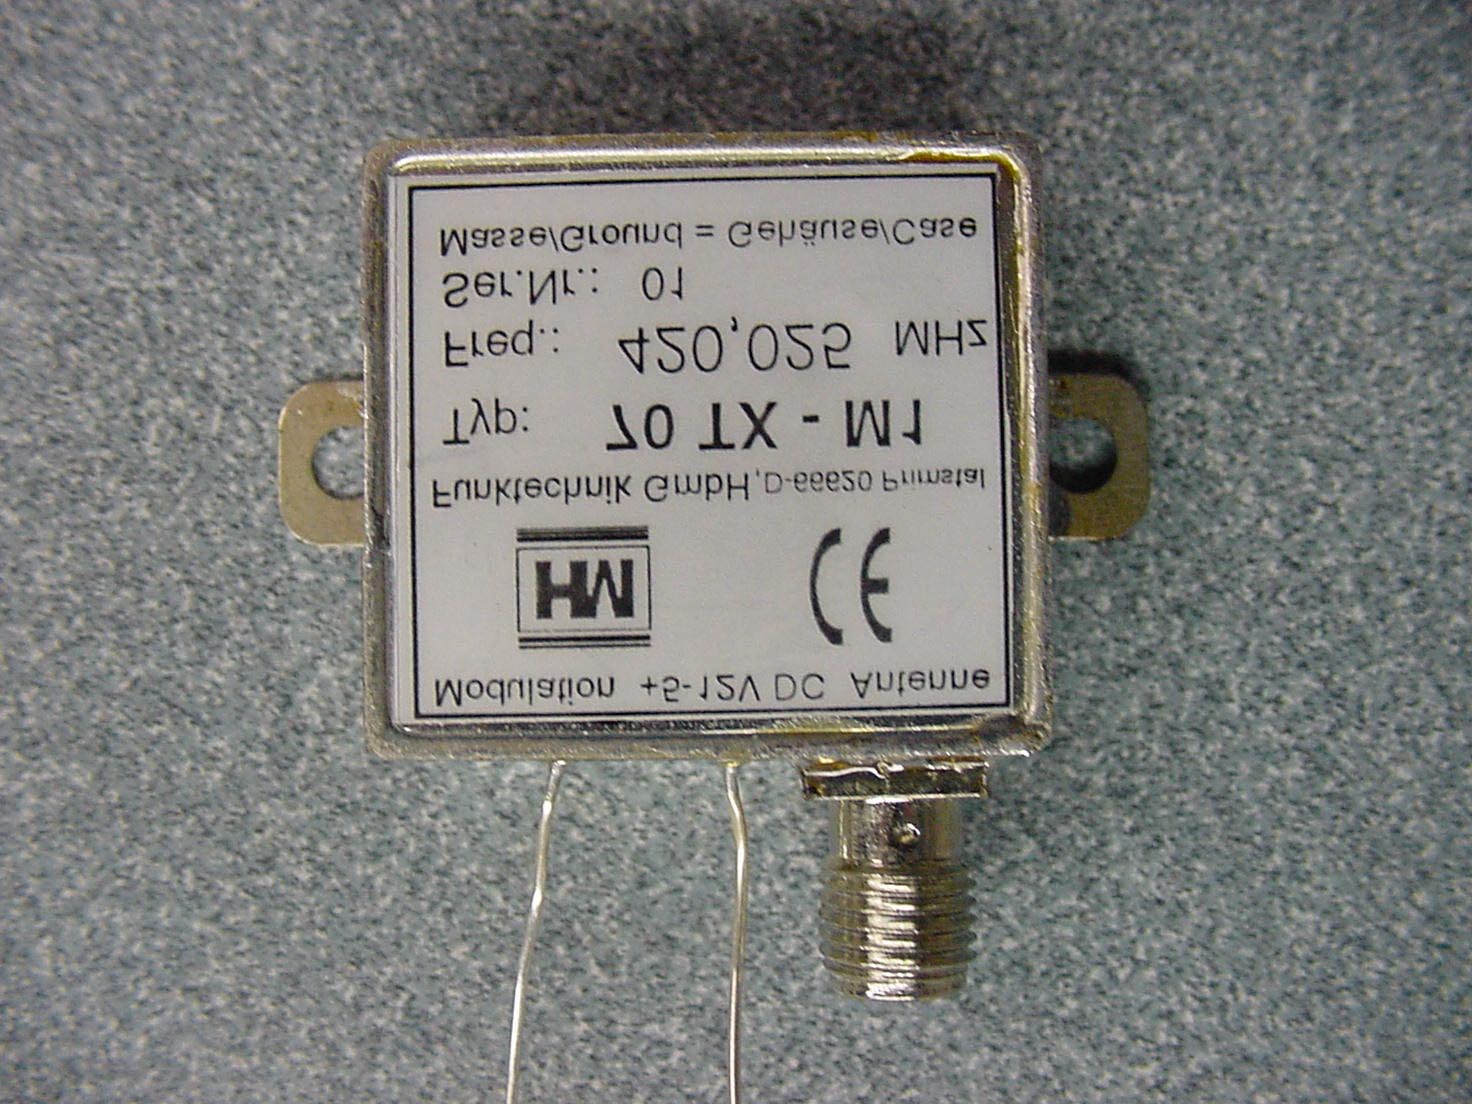 Modulation +5-12V DC Antenne
HM CE
Funktechnik GmbH, D-66620 Primstal
Typ: 70 TX - M1
Freq.: 420,025 MHz
Ser.Nr.: 01
Masse/Ground = Gehäuse/Case